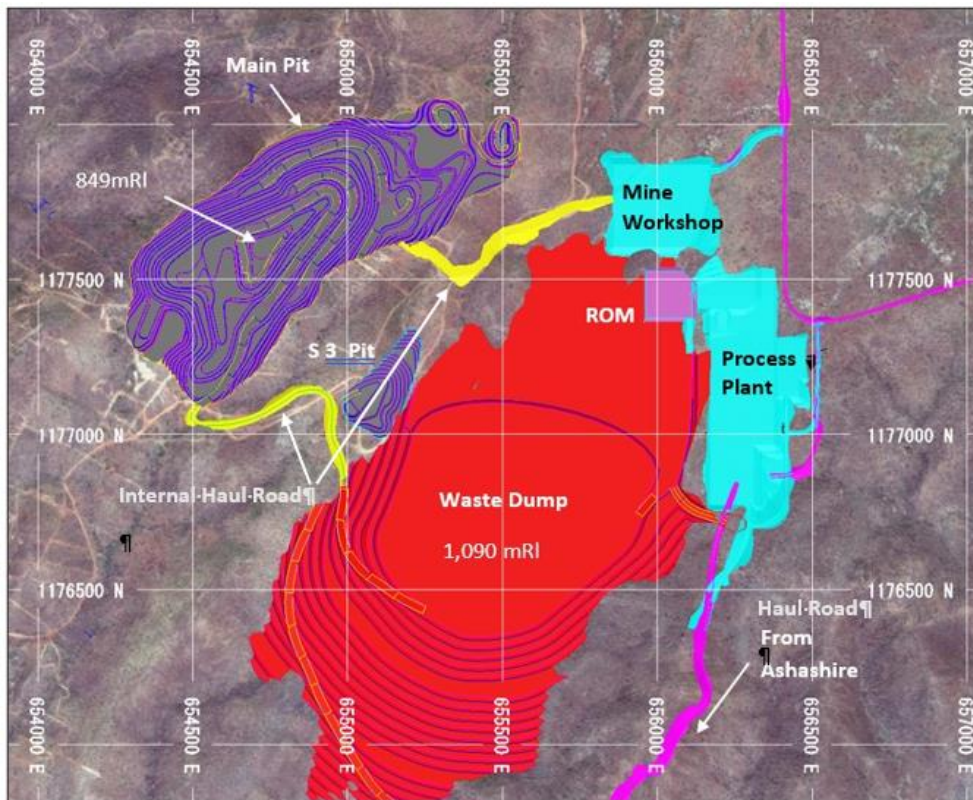 654000 E
654500 E
655000 E
655500 E
656000 E
656500 E
657000 E
Main Pit
849mRl
Mine
Workshop
1177500 N
1177500 N
ROM
S 3 Pit
Process
Plant
1177000 N
1177000 N
Internal·Haul·Road¶
Waste Dump
¶
1,090 mRl
1176500 N
1176500 N
Haul·Road¶
From
¶
Ashashire
654000 E
654500 E
655000 E
655500 E
656000 E
656500 E
657000 E